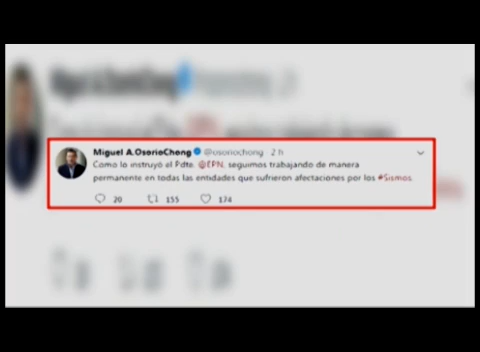 Miguel A.OsorioChong @osoriochong 2 h
Como lo instruyó el Pdte. @EPN, seguimos trabajando de manera
permanente en todas las entidades que sufrieron afectaciones por los #Sismos.
20 155 174